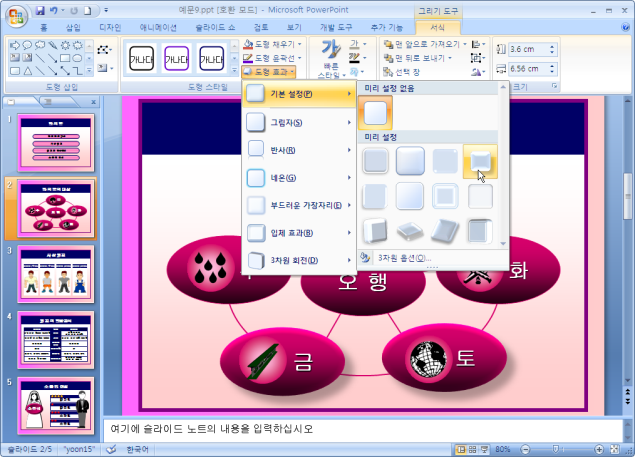 예문9.ppt [호환 모드] - Microsoft PowerPoint
그리기 도구
홈 삽입 디자인 애니메이션 슬라이드 쇼 검토 보기 개발 도구 추가 기능 서식
가나다 가나다 가나다
도형 채우기
도형 윤곽선
도형 효과
빠른 스타일
맨 앞으로 가져오기
맨 뒤로 보내기
선택 창
3.6 cm
6.56 cm
도형 삽입
도형 스타일
크기
기본 설정(P)
그림자(S)
반사(R)
네온(G)
부드러운 가장자리(E)
입체 효과(B)
3차원 회전(D)
미리 설정 없음
미리 설정
3차원 옵션(O)...
1
2
3
4
5
오 행
화
금
토
여기에 슬라이드 노트의 내용을 입력하십시오
슬라이드 2/5
"yoon15"
한국어
80%